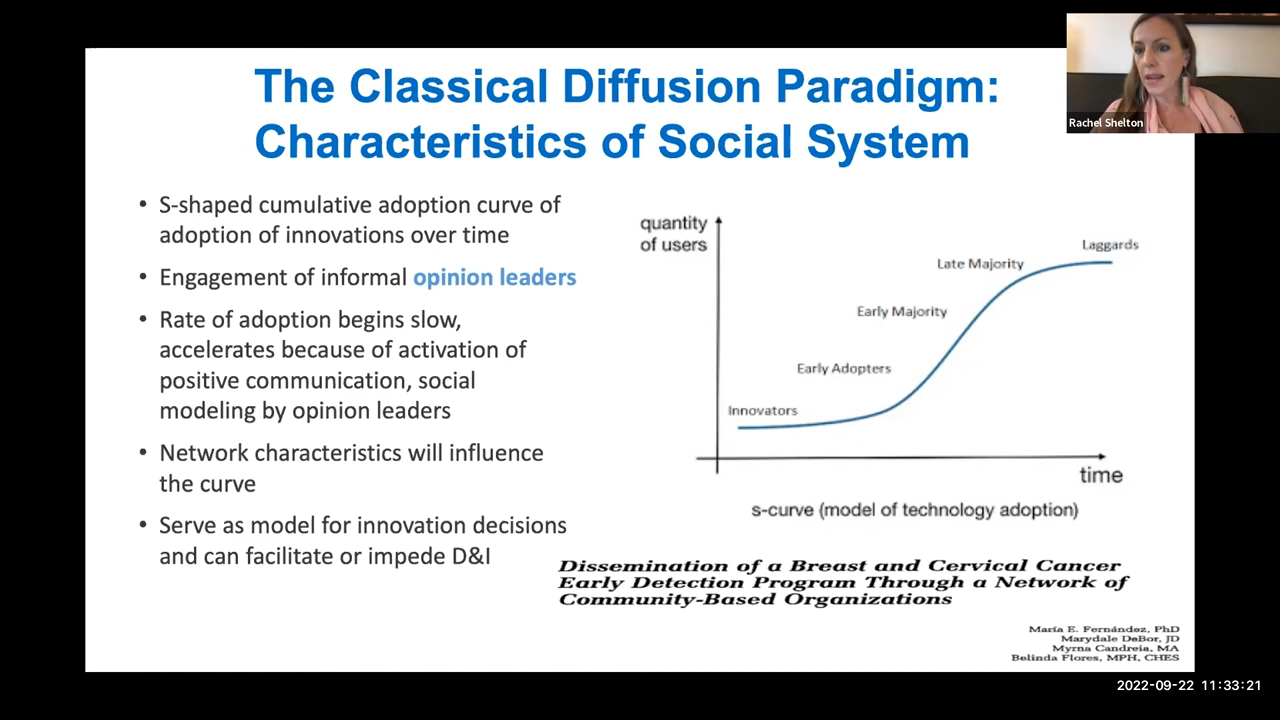 The Classical Diffusion Paradigm:
Characteristics of Social System
Rachel Shelton
• S-shaped cumulative adoption curve of
adoption of innovations over time
• Engagement of informal opinion leaders
• Rate of adoption begins slow,
accelerates because of activation of
positive communication, social
modeling by opinion leaders
• Network characteristics will influence
the curve
• Serve as model for innovation decisions
and can facilitate or impede D&I
quantity
of users
Laggards
Late Majority
Early Majority
Early Adopters
Innovators
time
s-curve (model of technology adoption)
Dissemination of a Breast and Cervical Cancer
Early Detection Program Through a Network of
Community-Based Organizations
María E. Fernández, PhD
Marydale DeBor, JD
Myrna Candreia, MA
Belinda Flores, MPH, CHES
2022-09-22 11:33:21